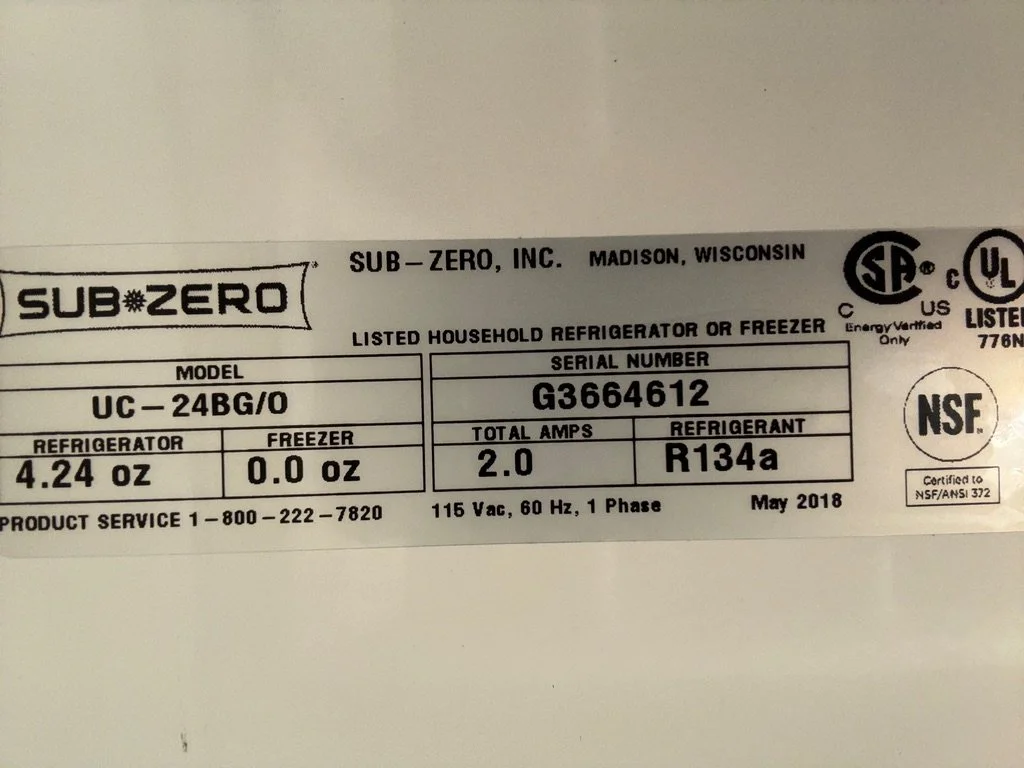 SUB-ZERO, INC. MADISON, WISCONSIN
SUB ZERO
LISTED HOUSEHOLD REFRIGERATOR OR FREEZER
SA
C US
Energy Verified
Only
C UL
LISTED
776N
MODEL
UC-24BG/O
SERIAL NUMBER
G3664612
REFRIGERATOR FREEZER
4.24 oz 0.0 oz
TOTAL AMPS REFRIGERANT
2.0 R134a
NSF
Certified to
NSF/ANSI 372
PRODUCT SERVICE 1-800-222-7820
115 Vac, 60 Hz, 1 Phase May 2018